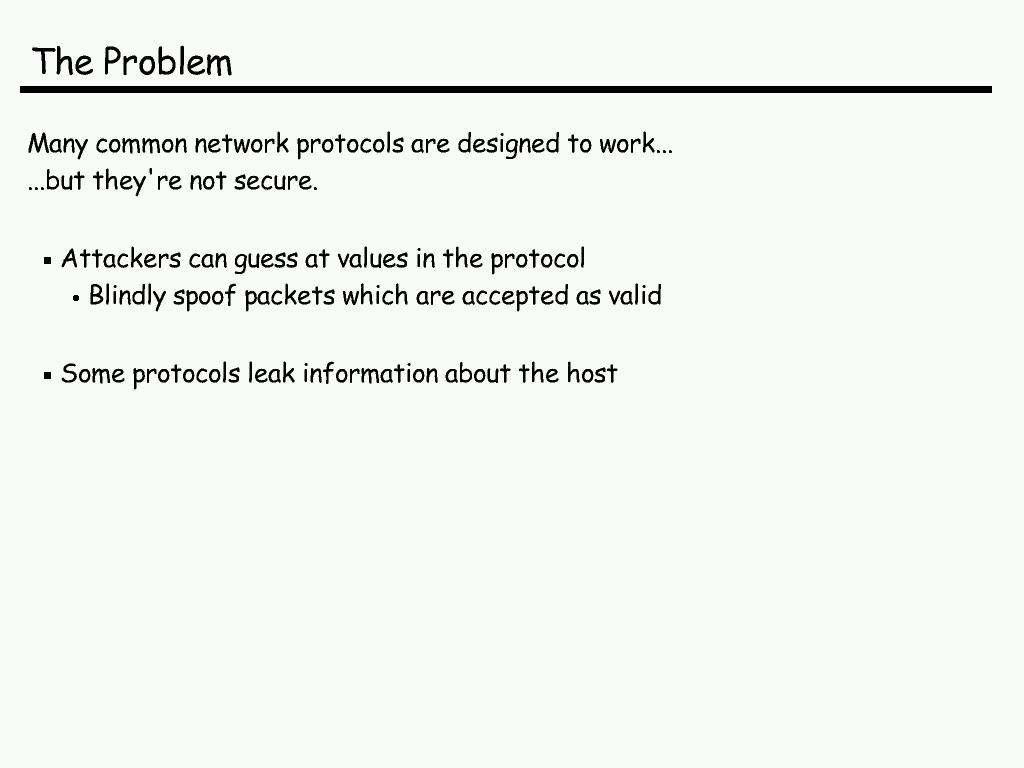 The Problem
Many common network protocols are designed to work...
...but they're not secure.
▪ Attackers can guess at values in the protocol
• Blindly spoof packets which are accepted as valid
▪ Some protocols leak information about the host